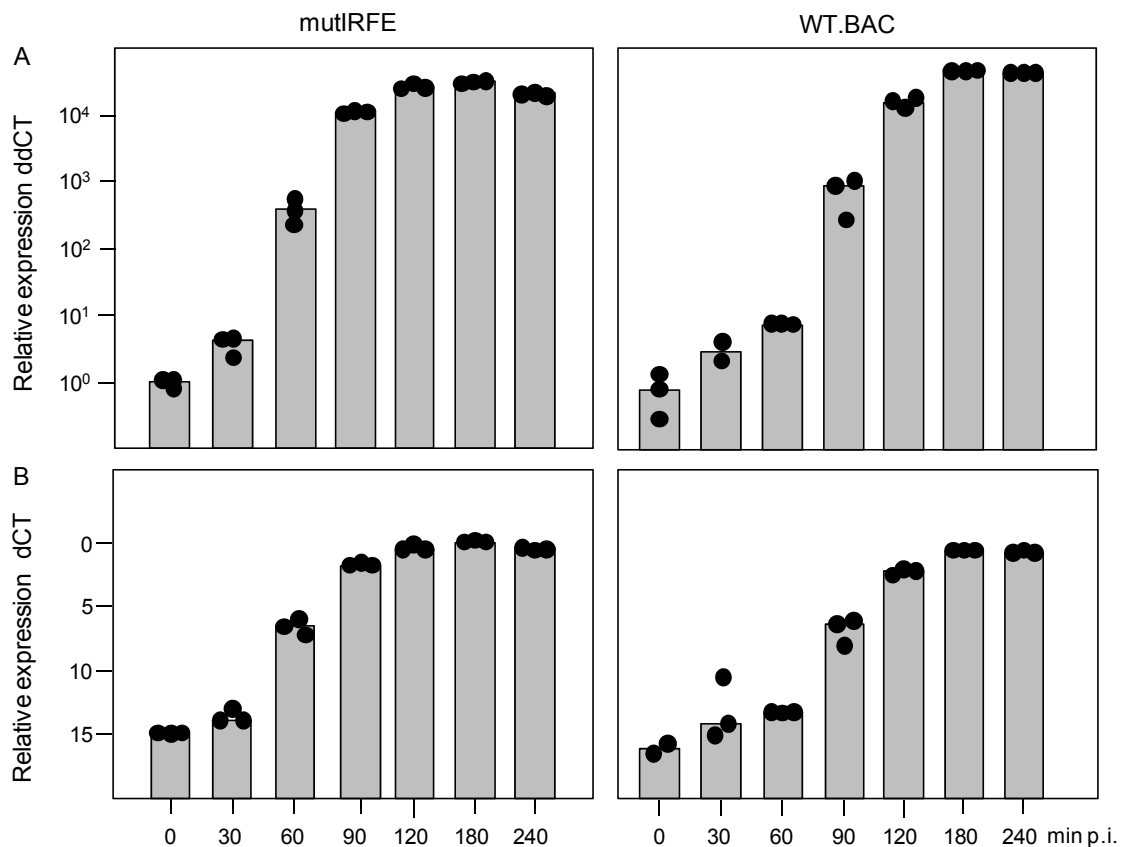 mutIRFE WT.BAC
A
Relative expression ddCT
10⁴
10³
10²
10¹
10⁰
B
Relative expression dCT
0
5
10
15
0 30 60 90 120 180 240 0 30 60 90 120 180 240 min p.i.